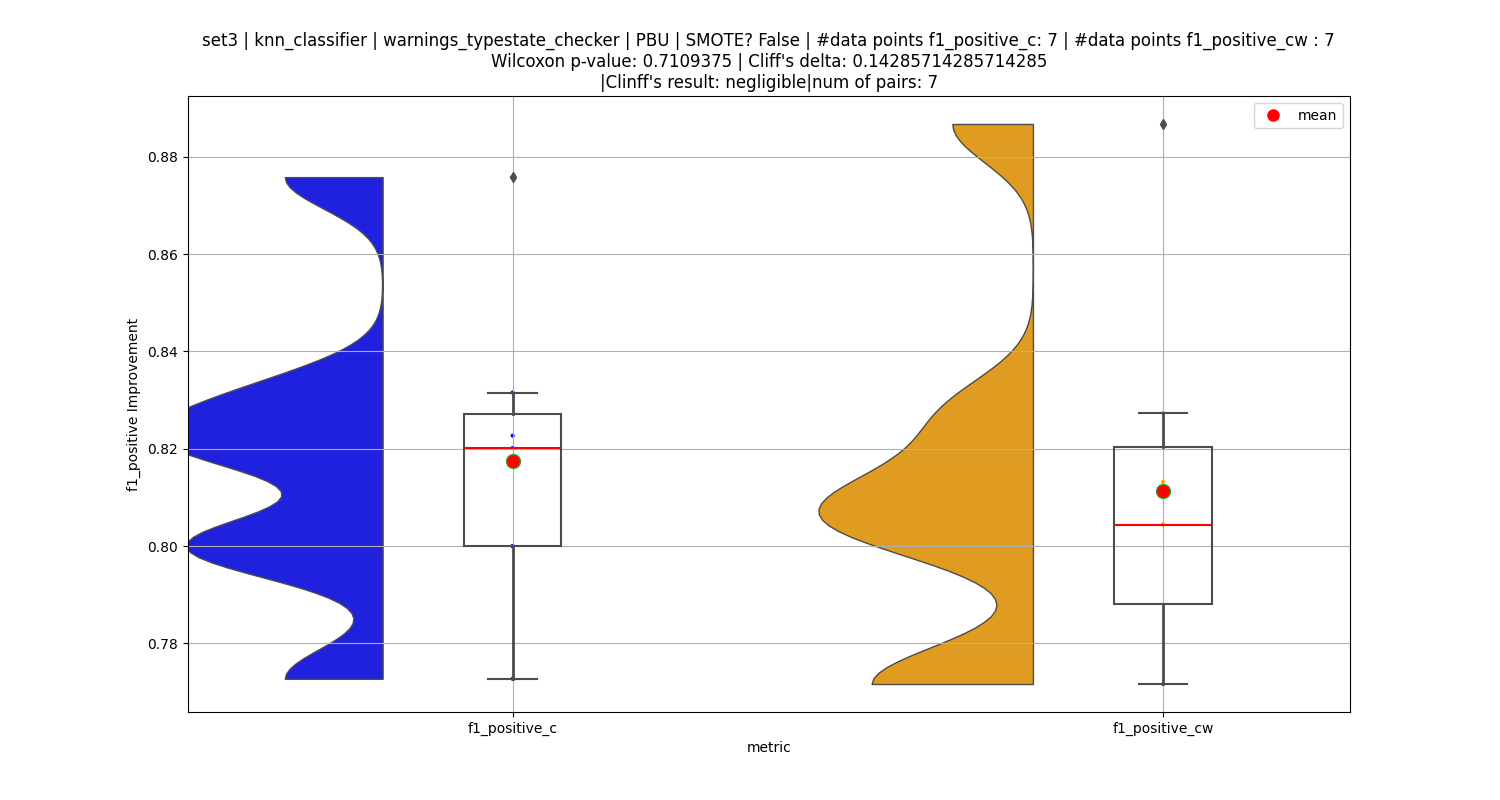 set3 | knn_classifier | warnings_typestate_checker | PBU | SMOTE? False | #data points f1_positive_c: 7 | #data points f1_positive_cw : 7
Wilcoxon p-value: 0.7109375 | Cliff's delta: 0.14285714285714285
|Clinff's result: negligible|num of pairs: 7
mean
0.88
0.86
0.84
0.82
0.80
0.78
f1_positive Improvement
f1_positive_c
f1_positive_cw
metric